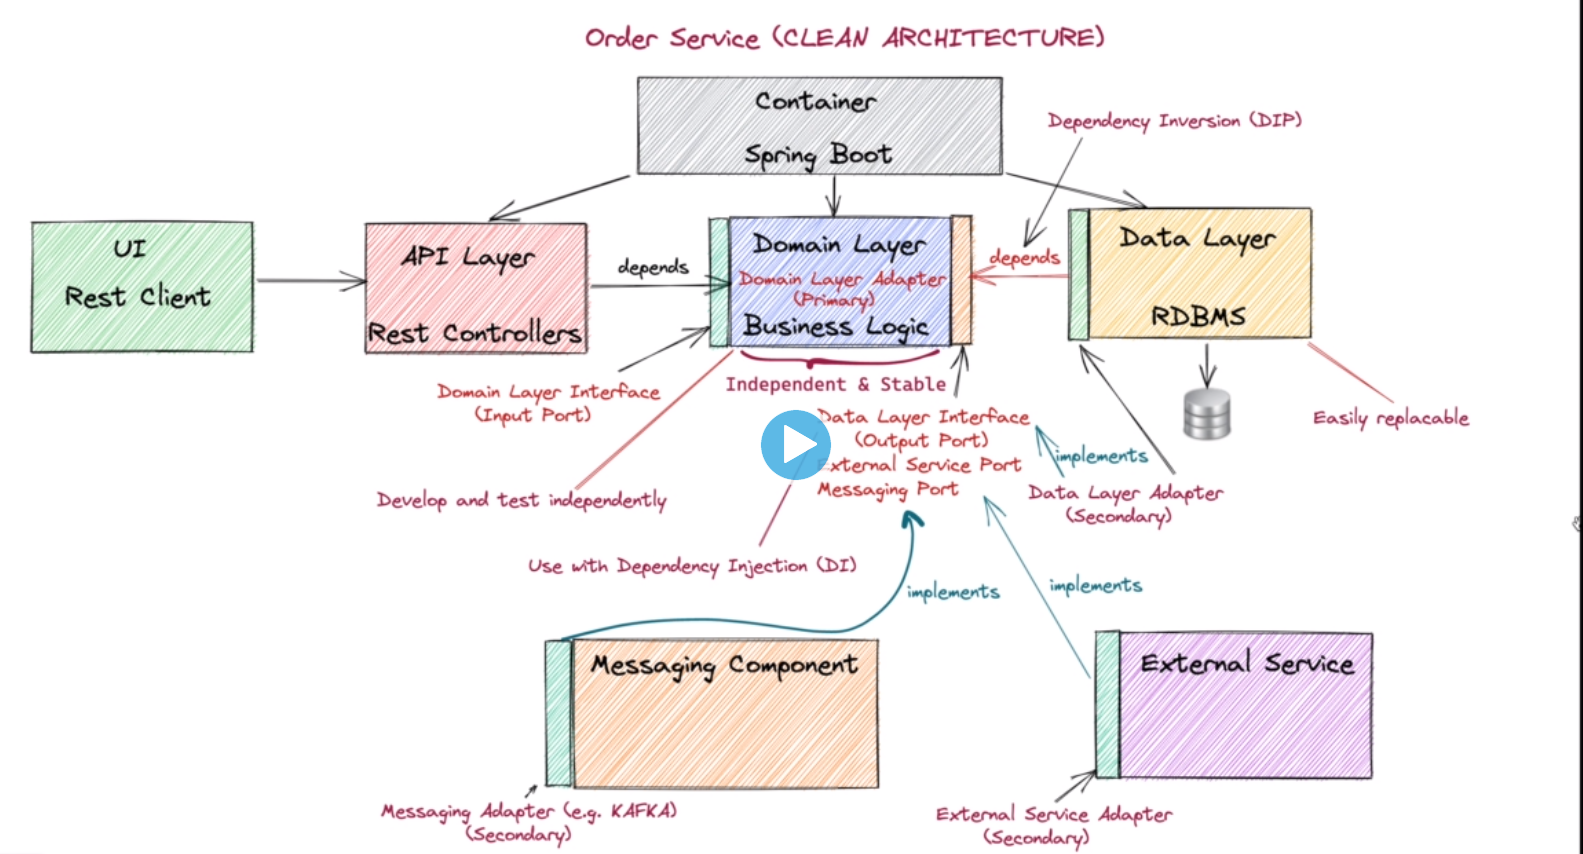 Order Service (CLEAN ARCHITECTURE)
Container
Spring Boot
Dependency Inversion (DIP)
UI
Rest Client
API Layer
Rest Controllers
depends
Domain Layer
Domain Layer Adapter
(Primary)
Business Logic
depends
Data Layer
RDBMS
Domain Layer Interface
(Input Port)
Independent & Stable
Data Layer Interface
(Output Port)
External Service Port
Messaging Port
Easily replacable
implements
Data Layer Adapter
(Secondary)
Develop and test independently
Use with Dependency Injection (DI)
implements
implements
Messaging Component
External Service
Messaging Adapter (e.g. KAFKA)
(Secondary)
External Service Adapter
(Secondary)